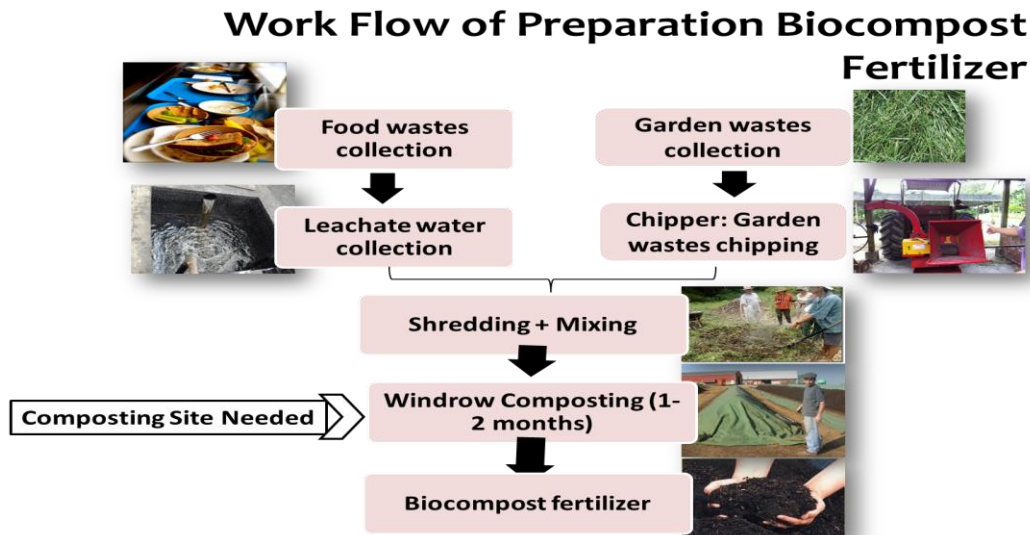 Work Flow of Preparation Biocompost
Fertilizer
Food wastes
collection
Garden wastes
collection
Leachate water
collection
Chipper: Garden
wastes chipping
Shredding + Mixing
Composting Site Needed
Windrow Composting (1-
2 months)
Biocompost fertilizer